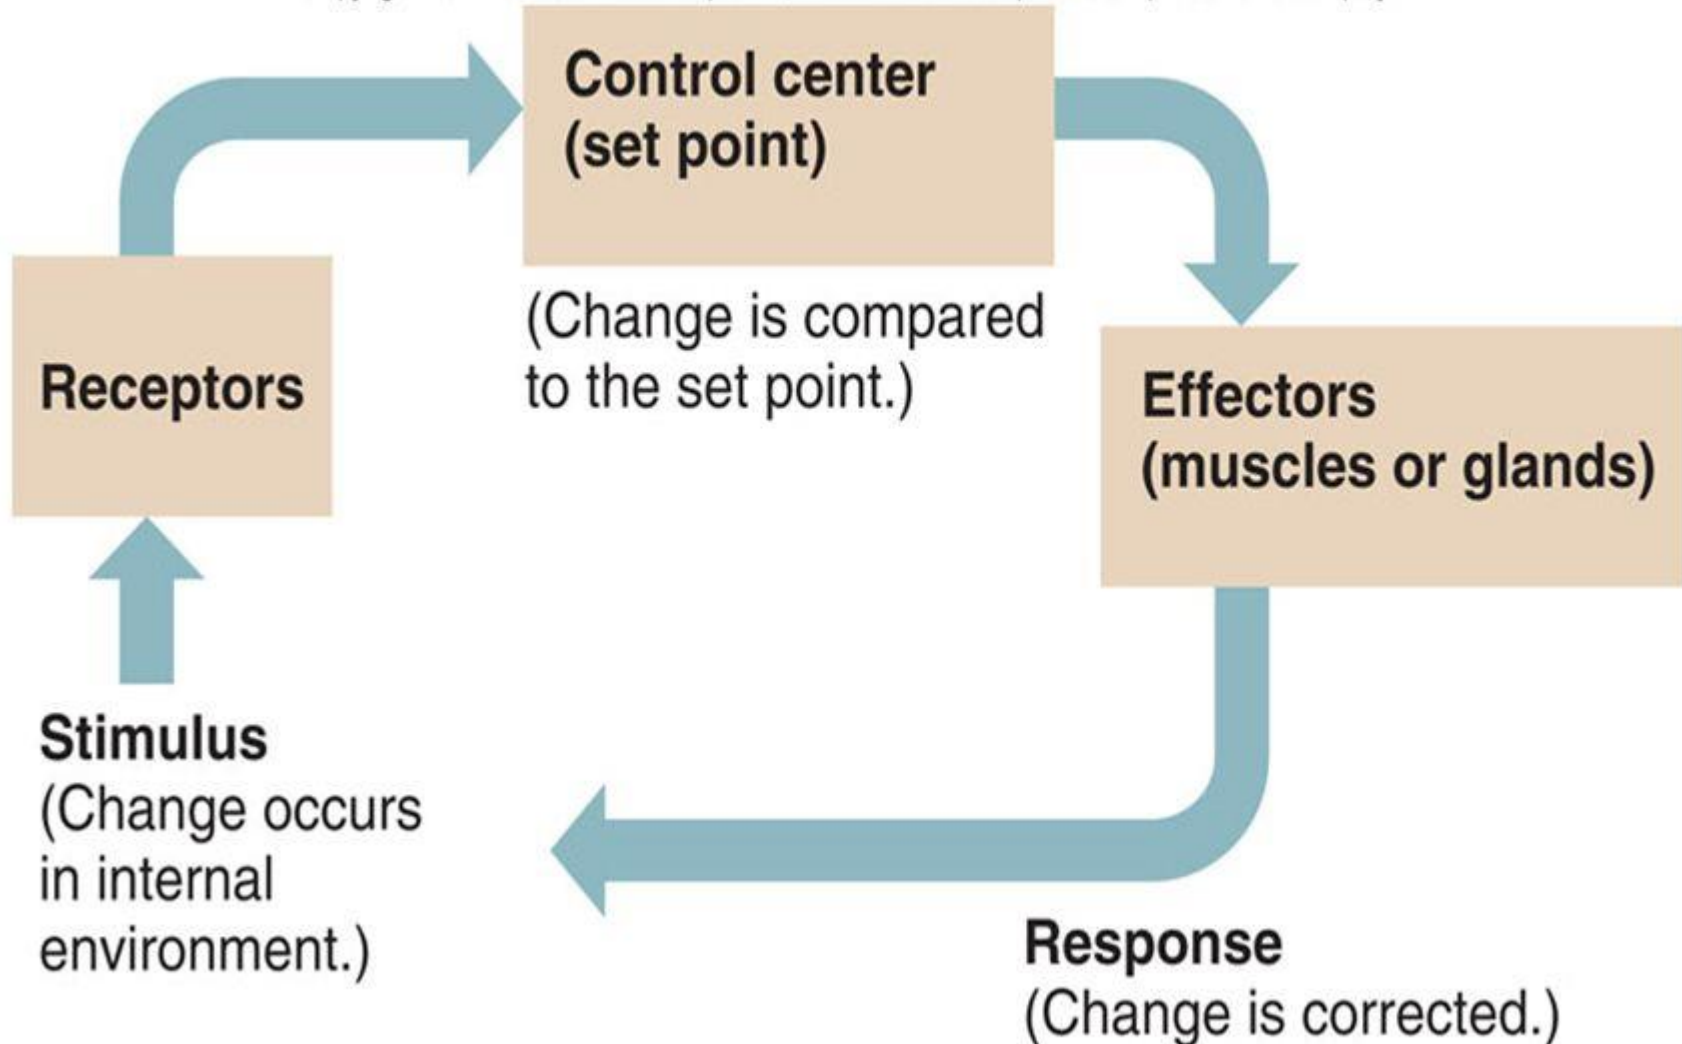 Control center
(set point)
(Change is compared
to the set point.)
Receptors
Effectors
(muscles or glands)
Stimulus
(Change occurs
in internal
environment.)
Response
(Change is corrected.)